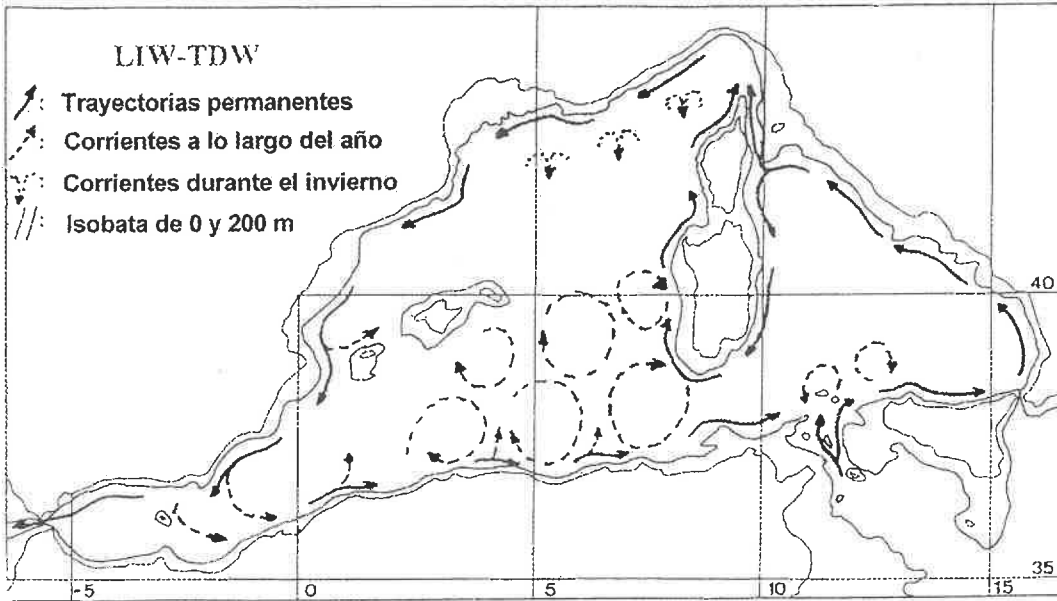 LIW-TDW
: Trayectorias permanentes
: Corrientes a lo largo del año
: Corrientes durante el invierno
: Isobata de 0 y 200 m
40
35
-5
0
5
10
15